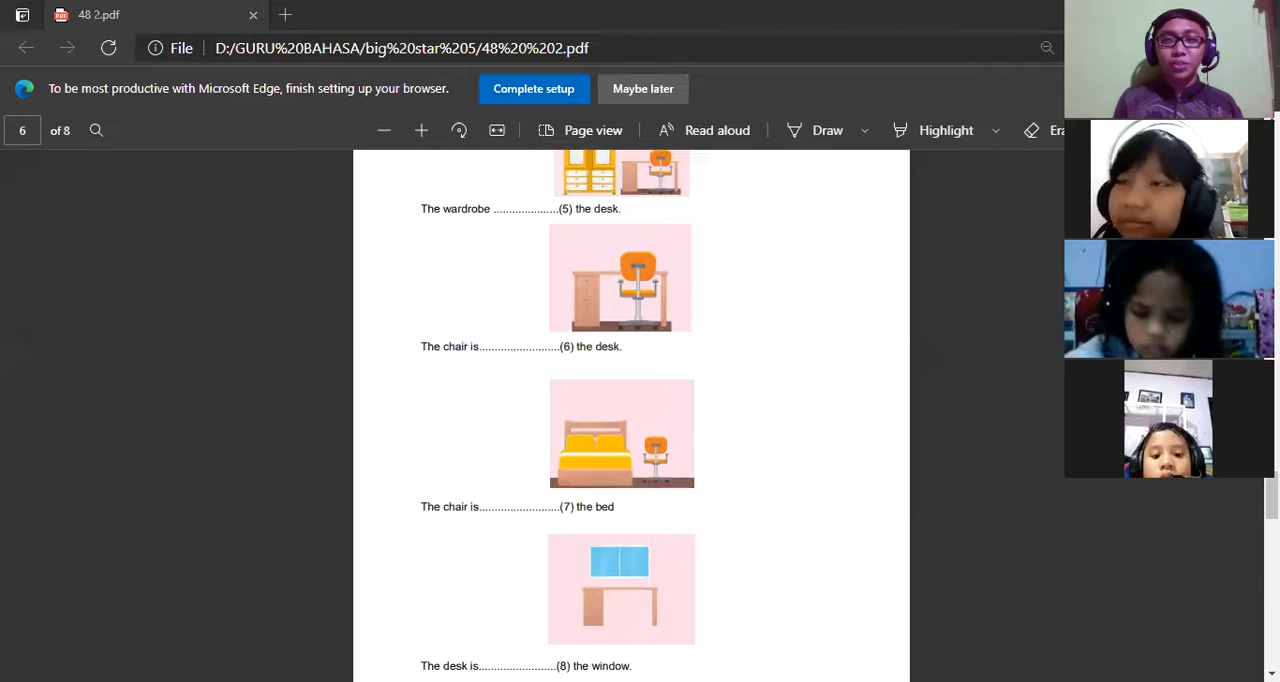 48 2.pdf
File D:/GURU%20BAHASA/big%20star%205/48%20%202.pdf
To be most productive with Microsoft Edge, finish setting up your browser. Complete setup Maybe later
6 of 8 Page view Read aloud Draw Highlight Era
The wardrobe .....................(5) the desk.
The chair is..........................(6) the desk.
The chair is..........................(7) the bed
The desk is.........................(8) the window.